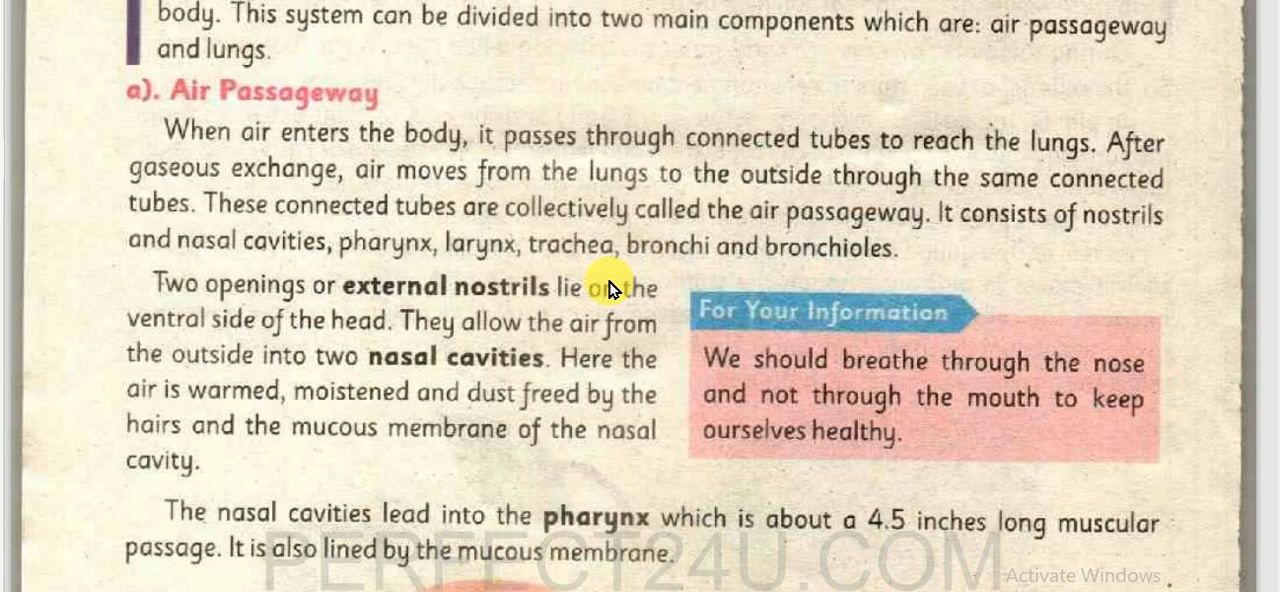 body. This system can be divided into two main components which are: air passageway
and lungs.
a). Air Passageway
When air enters the body, it passes through connected tubes to reach the lungs. After
gaseous exchange, air moves from the lungs to the outside through the same connected
tubes. These connected tubes are collectively called the air passageway. It consists of nostrils
and nasal cavities, pharynx, larynx, trachea, bronchi and bronchioles.
Two openings or external nostrils lie on the
ventral side of the head. They allow the air from
the outside into two nasal cavities. Here the
air is warmed, moistened and dust freed by the
hairs and the mucous membrane of the nasal
cavity.
For Your Information
We should breathe through the nose
and not through the mouth to keep
ourselves healthy.
The nasal cavities lead into the pharynx which is about a 4.5 inches long muscular
passage. It is also lined by the mucous membrane.
PERFECT24U.COM
Activate Windows